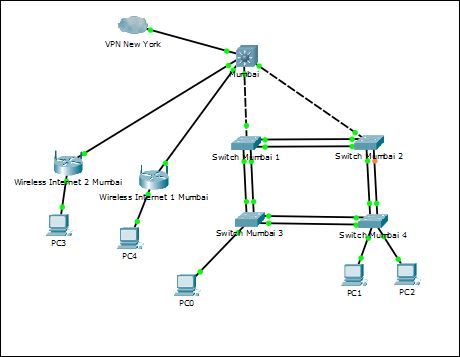 VPN New York
Mumbai
Switch Mumbai 1
Switch Mumbai 2
Wireless Internet 2 Mumbai
Wireless Internet 1 Mumbai
Switch Mumbai 3
Switch Mumbai 4
PC3
PC4
PC0
PC1
PC2